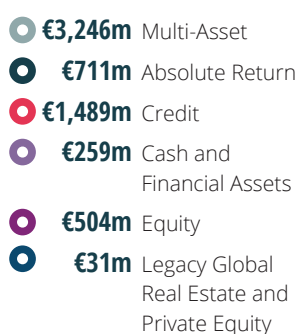 €3,246m Multi-Asset
€711m Absolute Return
€1,489m Credit
€259m Cash and
Financial Assets
€504m Equity
€31m Legacy Global
Real Estate and
Private Equity